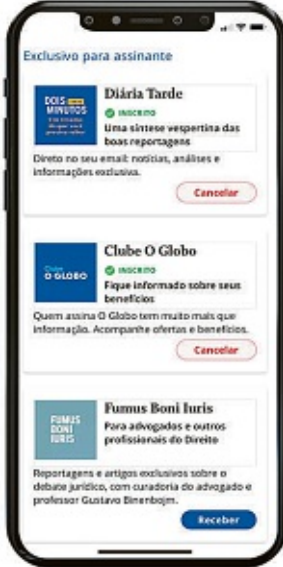 Exclusivo para assinante
DOIS
MINUTOS
Diária Tarde
INSCRITO
Uma síntese vespertina das
boas reportagens
Direto no seu email: notícias, análises e
informações exclusiva.
Cancelar
Clube
O GLOBO
Clube O Globo
INSCRITO
Fique informado sobre seus
benefícios
Quem assina O Globo tem muito mais que
informação. Acompanhe ofertas e benefícios.
Cancelar
FUMUS
BONI
IURIS
Fumus Boni Iuris
Para advogados e outros
profissionais do Direito
Reportagens e artigos exclusivos sobre o
debate jurídico, com curadoria do advogado e
professor Gustavo Binenbojm.
Receber